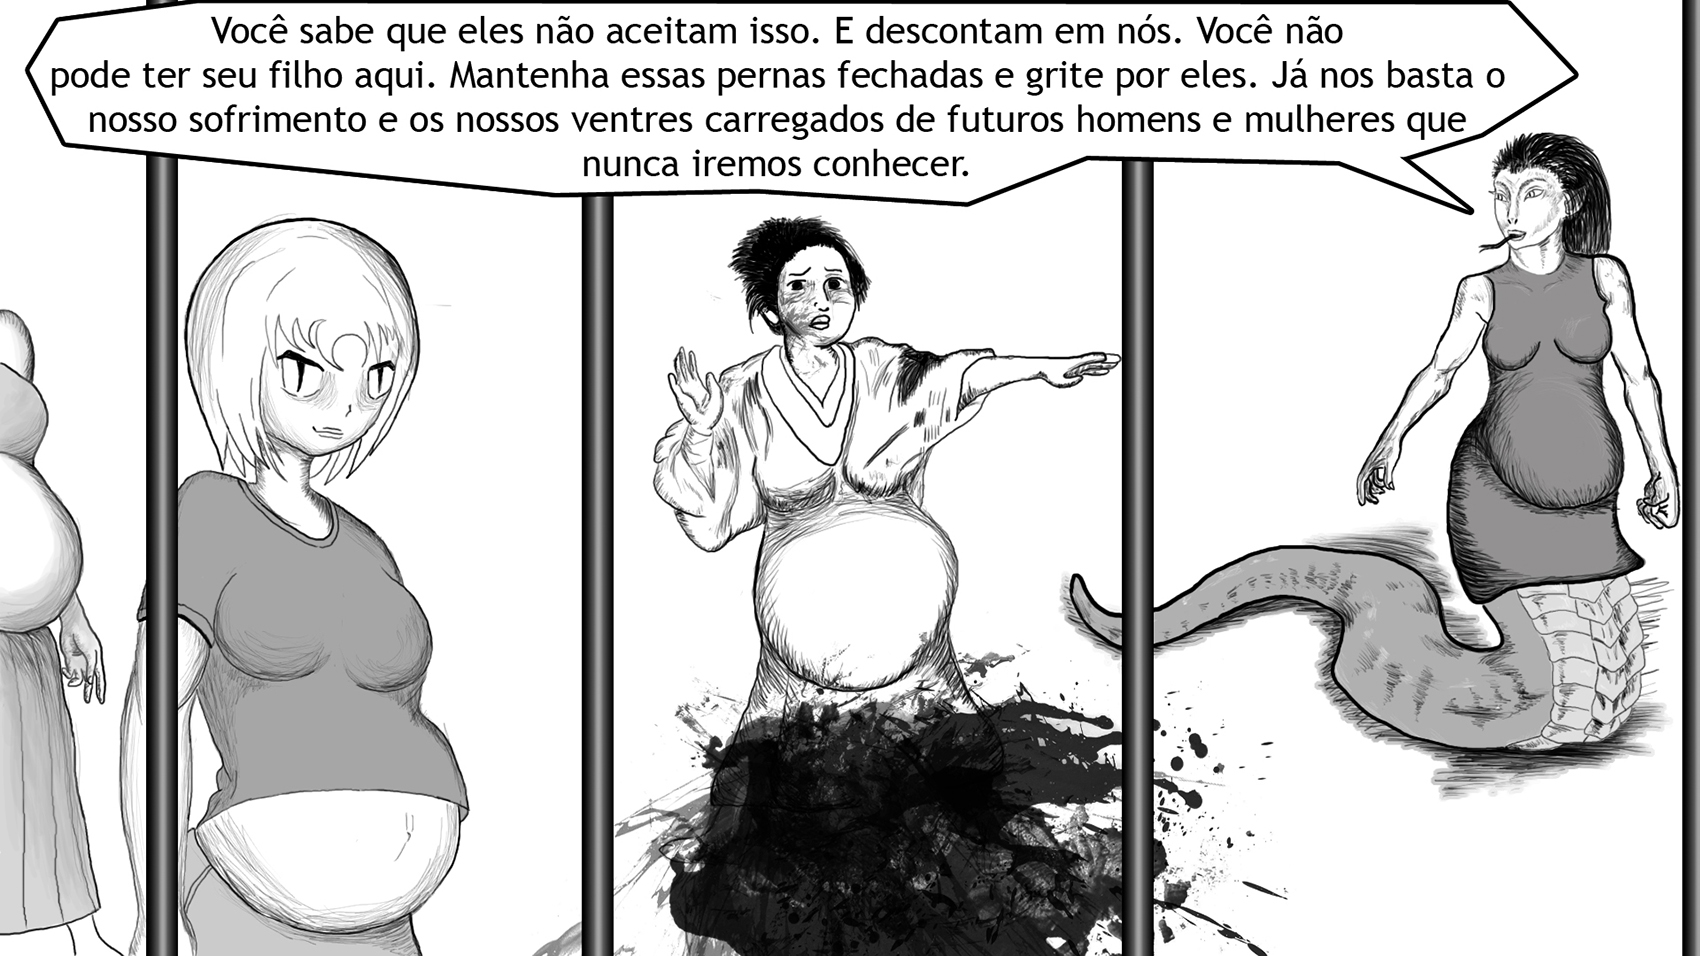 Você sabe que eles não aceitam isso. E descontam em nós. Você não
pode ter seu filho aqui. Mantenha essas pernas fechadas e grite por eles. Já nos basta o
nosso sofrimento e os nossos ventres carregados de futuros homens e mulheres que
nunca iremos conhecer.